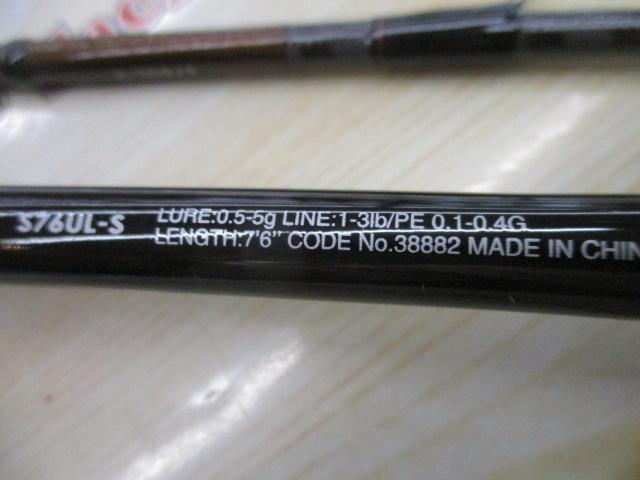 S76UL-S
LURE:0.5-5g LINE:1-3lb/PE 0.1-0.4G
LENGTH:7'6" CODE No.38882 MADE IN CHIN